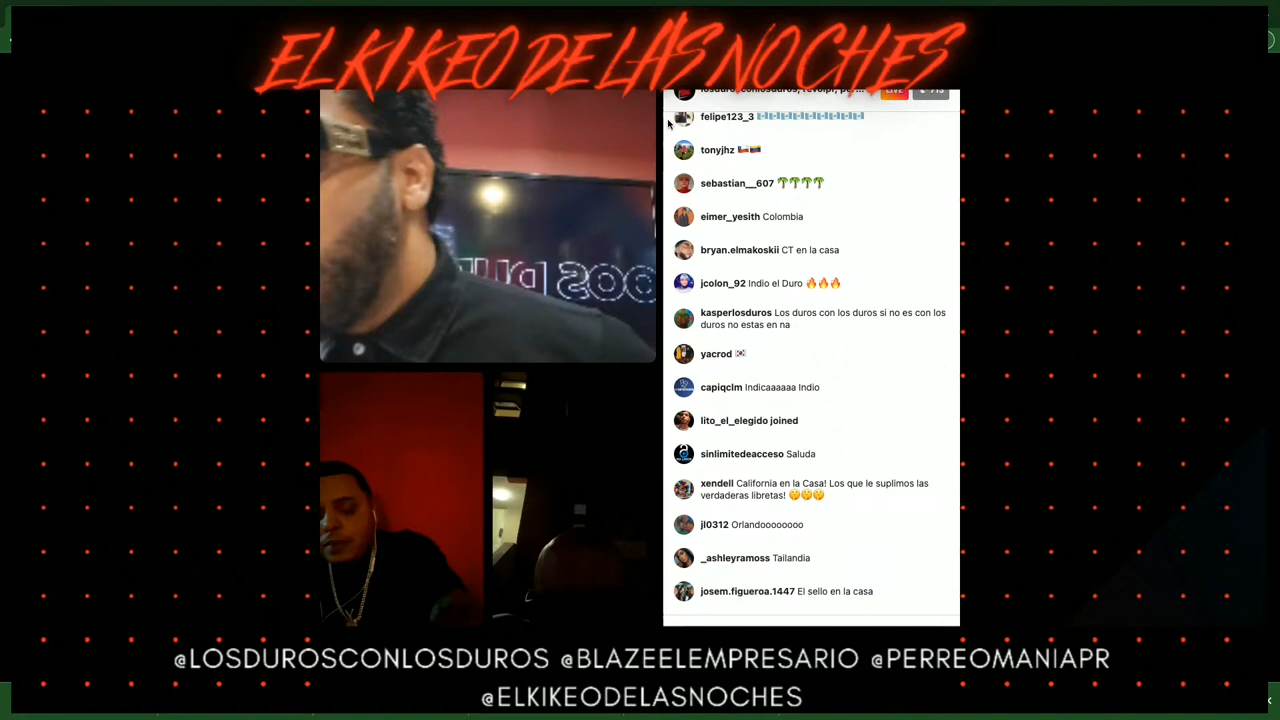 EL KIKEO DE LAS NOCHES
LIVE
felipe123_3 🇬🇹🇬🇹🇬🇹🇬🇹🇬🇹🇬🇹🇬🇹🇬🇹🇬🇹
tonyjhz
sebastian__607 🌴🌴🌴🌴
eimer_yesith Colombia
bryan.elmakoskii CT en la casa
jcolon_92 Indio el Duro 🔥🔥🔥
kasperlosduros Los duros con los duros si no es con los
duros no estas en na
yacrod 🇰🇷
capiqclm Indicaaaaaa Indio
lito_el_elegido joined
sinlimitedeacceso Saluda
xendell California en la Casa! Los que le suplimos las
verdaderas libretas!
jl0312 Orlandoooooooo
_ashleyramoss Tailandia
josem.figueroa.1447 El sello en la casa
@LOSDUROSCONLOSDUROS @BLAZEELEMPRESARIO @PERREOMANIAPR
@ELKIKEODELASNOCHES